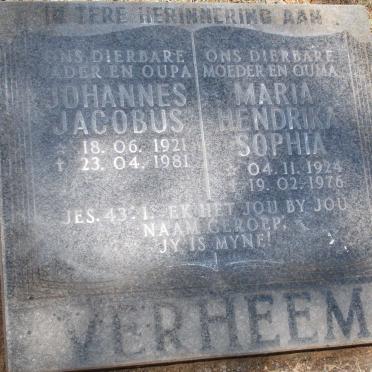 IN TERE HERINNERING AAN
ONS DIERBARE
VADER EN OUPA
JOHANNES
JACOBUS
☆ 18. 06. 1921
† 23. 04. 1981
ONS DIERBARE
MOEDER EN OUMA
MARIA
HENDRIKA
SOPHIA
☆ 04. 11. 1924
† 19. 02. 1976
JES. 43: 1. EK HET JOU BY JOU
NAAM GEROEP,
JY IS MYNE!
VERHEEM